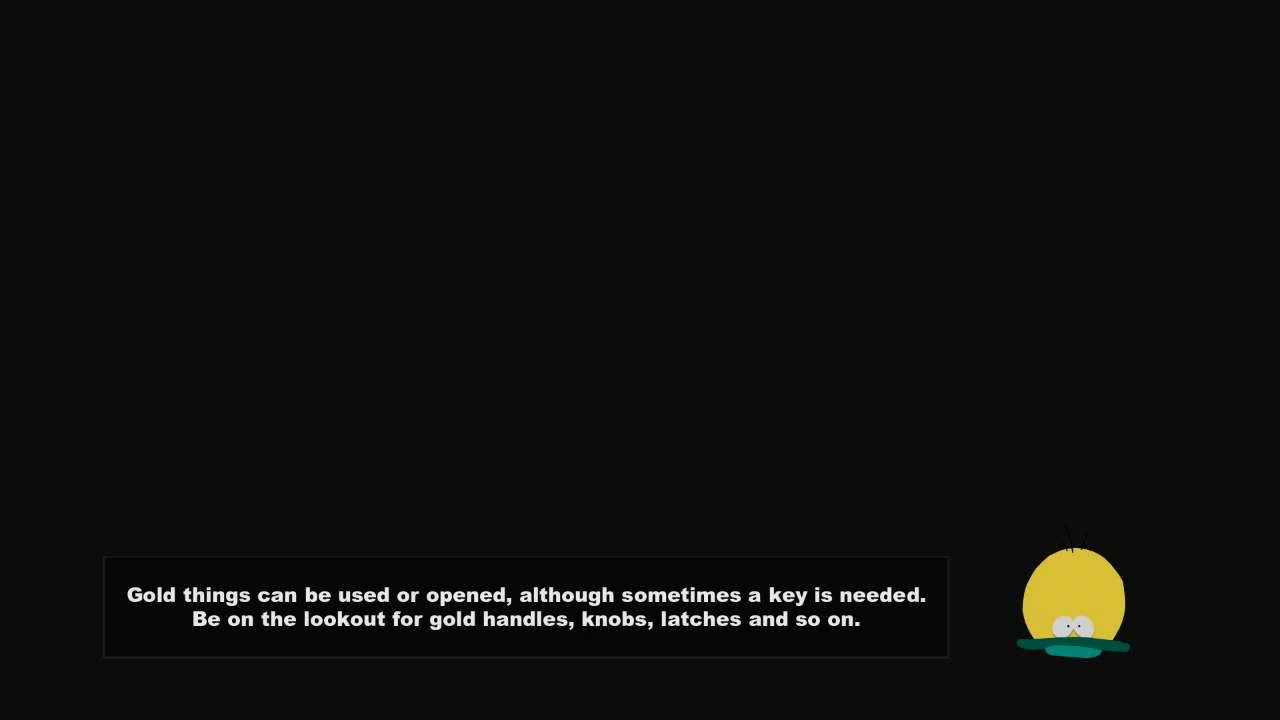 Gold things can be used or opened, although sometimes a key is needed.
Be on the lookout for gold handles, knobs, latches and so on.